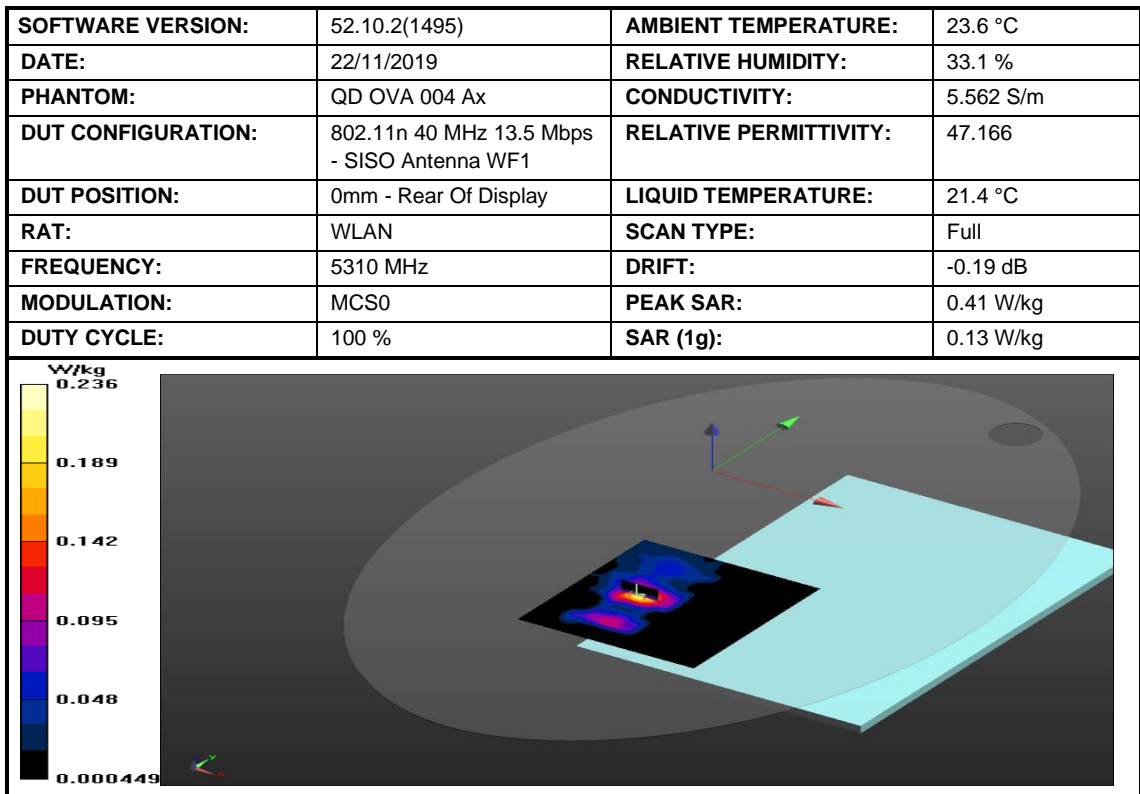 SOFTWARE VERSION: 52.10.2(1495) AMBIENT TEMPERATURE: 23.6 °C
DATE: 22/11/2019 RELATIVE HUMIDITY: 33.1 %
PHANTOM: QD OVA 004 Ax CONDUCTIVITY: 5.562 S/m
DUT CONFIGURATION: 802.11n 40 MHz 13.5 Mbps RELATIVE PERMITTIVITY: 47.166
- SISO Antenna WF1
DUT POSITION: 0mm - Rear Of Display LIQUID TEMPERATURE: 21.4 °C
RAT: WLAN SCAN TYPE: Full
FREQUENCY: 5310 MHz DRIFT: -0.19 dB
MODULATION: MCS0 PEAK SAR: 0.41 W/kg
DUTY CYCLE: 100 % SAR (1g): 0.13 W/kg
W/kg
0.236
0.189
0.142
0.095
0.048
0.000449